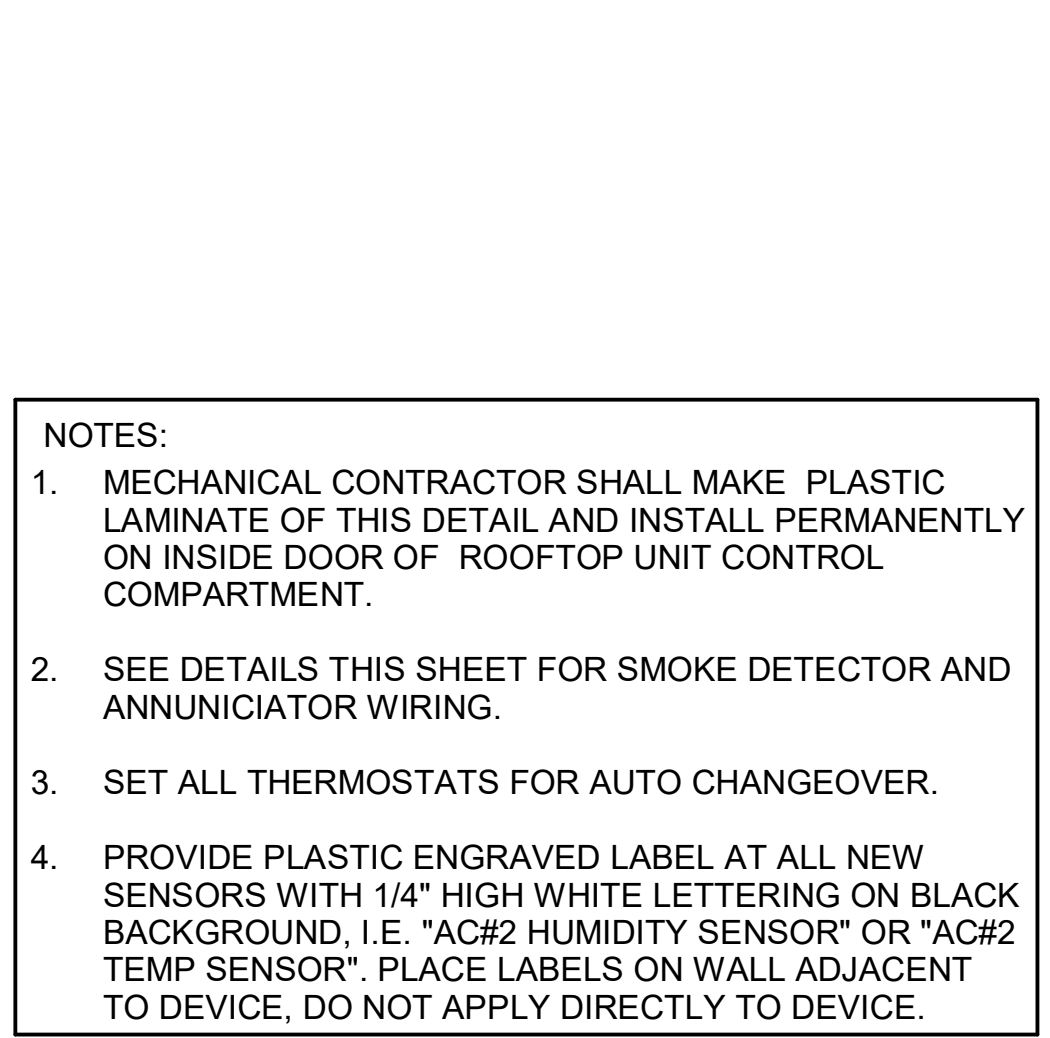 NOTES:
1. MECHANICAL CONTRACTOR SHALL MAKE PLASTIC
LAMINATE OF THIS DETAIL AND INSTALL PERMANENTLY
ON INSIDE DOOR OF ROOFTOP UNIT CONTROL
COMPARTMENT.
2. SEE DETAILS THIS SHEET FOR SMOKE DETECTOR AND
ANNUNICIATOR WIRING.
3. SET ALL THERMOSTATS FOR AUTO CHANGEOVER.
4. PROVIDE PLASTIC ENGRAVED LABEL AT ALL NEW
SENSORS WITH 1/4" HIGH WHITE LETTERING ON BLACK
BACKGROUND, I.E. "AC#2 HUMIDITY SENSOR" OR "AC#2
TEMP SENSOR". PLACE LABELS ON WALL ADJACENT
TO DEVICE, DO NOT APPLY DIRECTLY TO DEVICE.